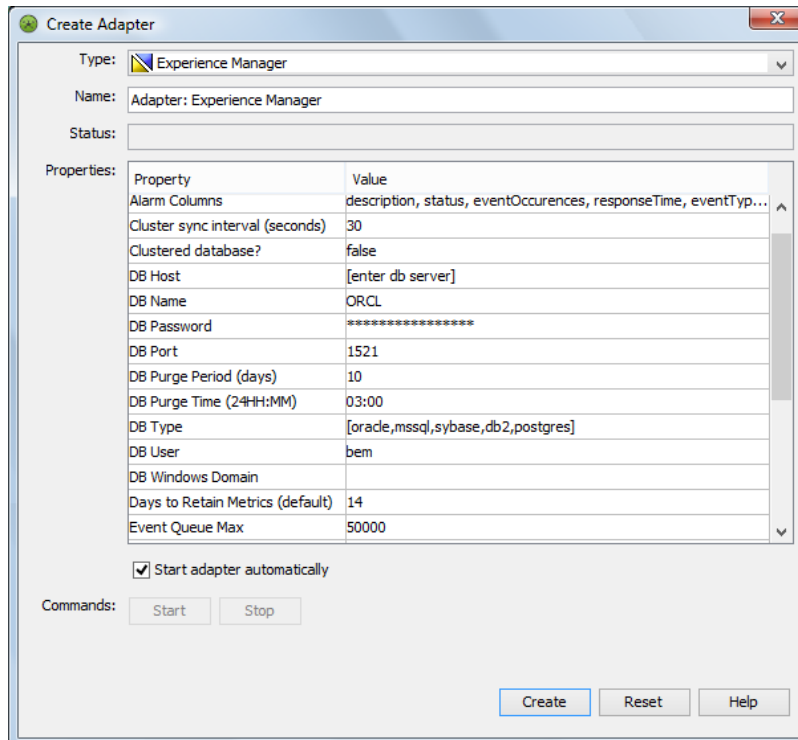 Create Adapter
Type: Experience Manager
Name: Adapter: Experience Manager
Status:
Properties:
Property Value
Alarm Columns description, status, eventOccurences, responseTime, eventTyp...
Cluster sync interval (seconds) 30
Clustered database? false
DB Host [enter db server]
DB Name ORCL
DB Password ****************
DB Port 1521
DB Purge Period (days) 10
DB Purge Time (24HH:MM) 03:00
DB Type [oracle,mssql,sybase,db2,postgres]
DB User bem
DB Windows Domain
Days to Retain Metrics (default) 14
Event Queue Max 50000
Start adapter automatically
Commands: Start Stop
Create Reset Help